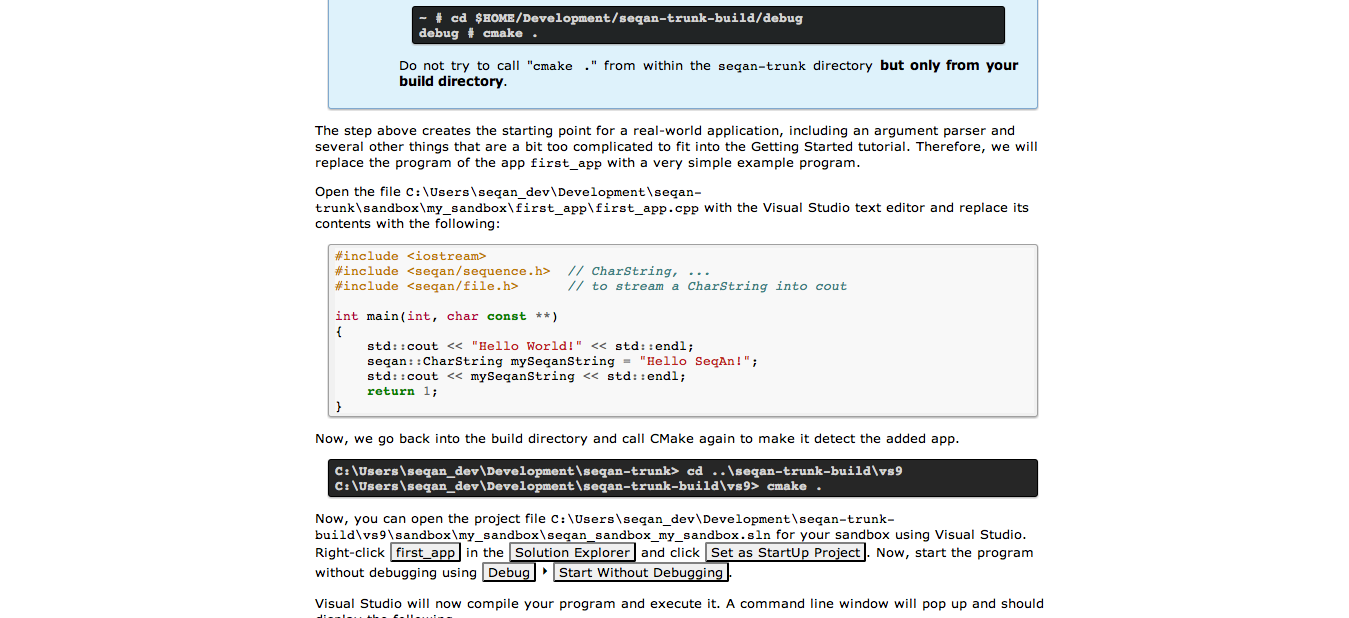 ~ # cd $HOME/Development/seqan-trunk-build/debug
debug # cmake .
Do not try to call "cmake ." from within the seqan-trunk directory but only from your
build directory.
The step above creates the starting point for a real-world application, including an argument parser and
several other things that are a bit too complicated to fit into the Getting Started tutorial. Therefore, we will
replace the program of the app first_app with a very simple example program.
Open the file C:\Users\seqan_dev\Development\seqan-
trunk\sandbox\my_sandbox\first_app\first_app.cpp with the Visual Studio text editor and replace its
contents with the following:
#include <iostream>
#include <seqan/sequence.h>  // CharString, ...
#include <seqan/file.h>      // to stream a CharString into cout
int main(int, char const **)
{
    std::cout << "Hello World!" << std::endl;
    seqan::CharString mySeqanString = "Hello SeqAn!";
    std::cout << mySeqanString << std::endl;
    return 1;
}
Now, we go back into the build directory and call CMake again to make it detect the added app.
C:\Users\seqan_dev\Development\seqan-trunk> cd ..\seqan-trunk-build\vs9
C:\Users\seqan_dev\Development\seqan-trunk-build\vs9> cmake .
Now, you can open the project file C:\Users\seqan_dev\Development\seqan-trunk-
build\vs9\sandbox\my_sandbox\seqan_sandbox_my_sandbox.sln for your sandbox using Visual Studio.
Right-click first_app in the Solution Explorer and click Set as StartUp Project. Now, start the program
without debugging using Debug ‣ Start Without Debugging.
Visual Studio will now compile your program and execute it. A command line window will pop up and should
display the following